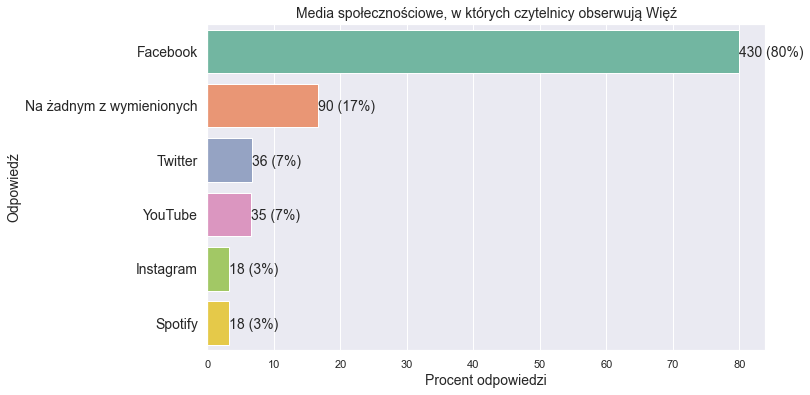 Media społecznościowe, w których czytelnicy obserwują Więź
Facebook
430 (80%)
Na żadnym z wymienionych
90 (17%)
Twitter
36 (7%)
YouTube
35 (7%)
Instagram
18 (3%)
Spotify
18 (3%)
Odpowiedź
0 10 20 30 40 50 60 70 80
Procent odpowiedzi